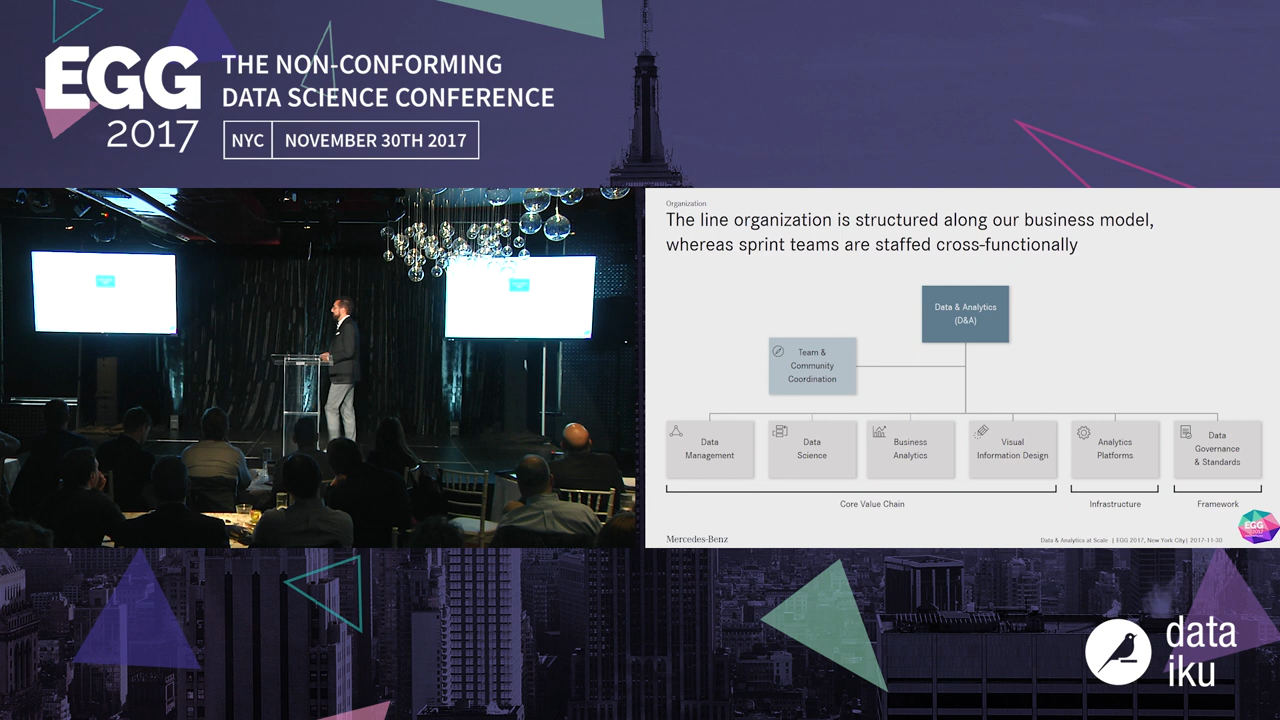 EGG
2017
THE NON-CONFORMING
DATA SCIENCE CONFERENCE
NYC
NOVEMBER 30TH 2017
Organization
The line organization is structured along our business model,
whereas sprint teams are staffed cross-functionally
Data & Analytics
(D&A)
Team &
Community
Coordination
Data
Management
Data
Science
Business
Analytics
Visual
Information Design
Analytics
Platforms
Data
Governance
& Standards
Core Value Chain
Infrastructure
Framework
Mercedes-Benz
Data & Analytics at Scale | EGG 2017, New York City | 2017-11-30
EGG
data
iku